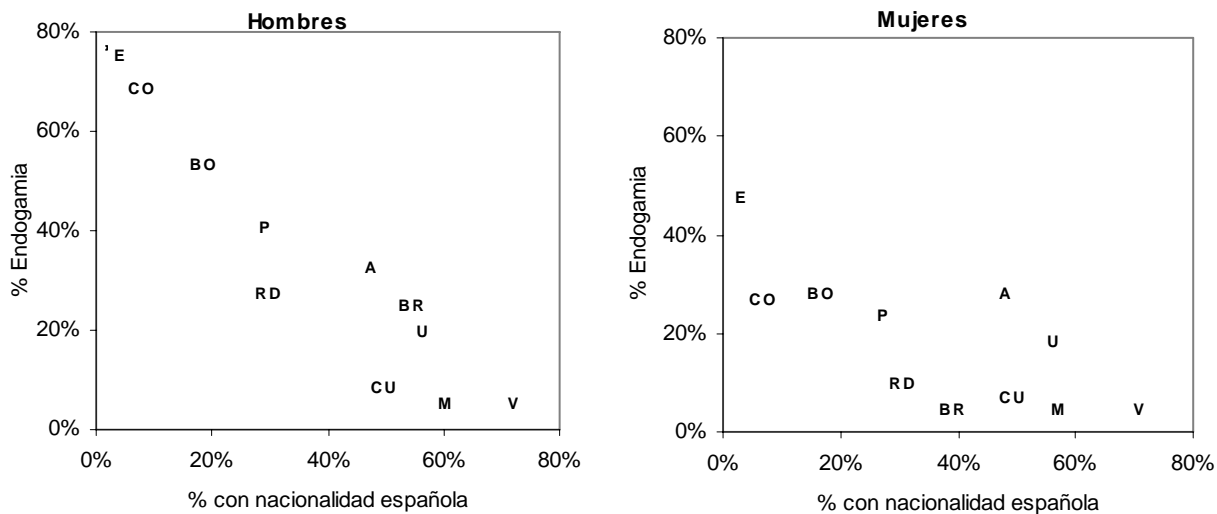 Hombres
80%
60%
40%
20%
0%
% Endogamia
E
CO
BO
P
A
RD
BR
U
CU
M
V
0% 20% 40% 60% 80%
% con nacionalidad española
Mujeres
80%
60%
40%
20%
0%
% Endogamia
E
CO
BO
A
P
U
RD
CU
BR
M
V
0% 20% 40% 60% 80%
% con nacionalidad española